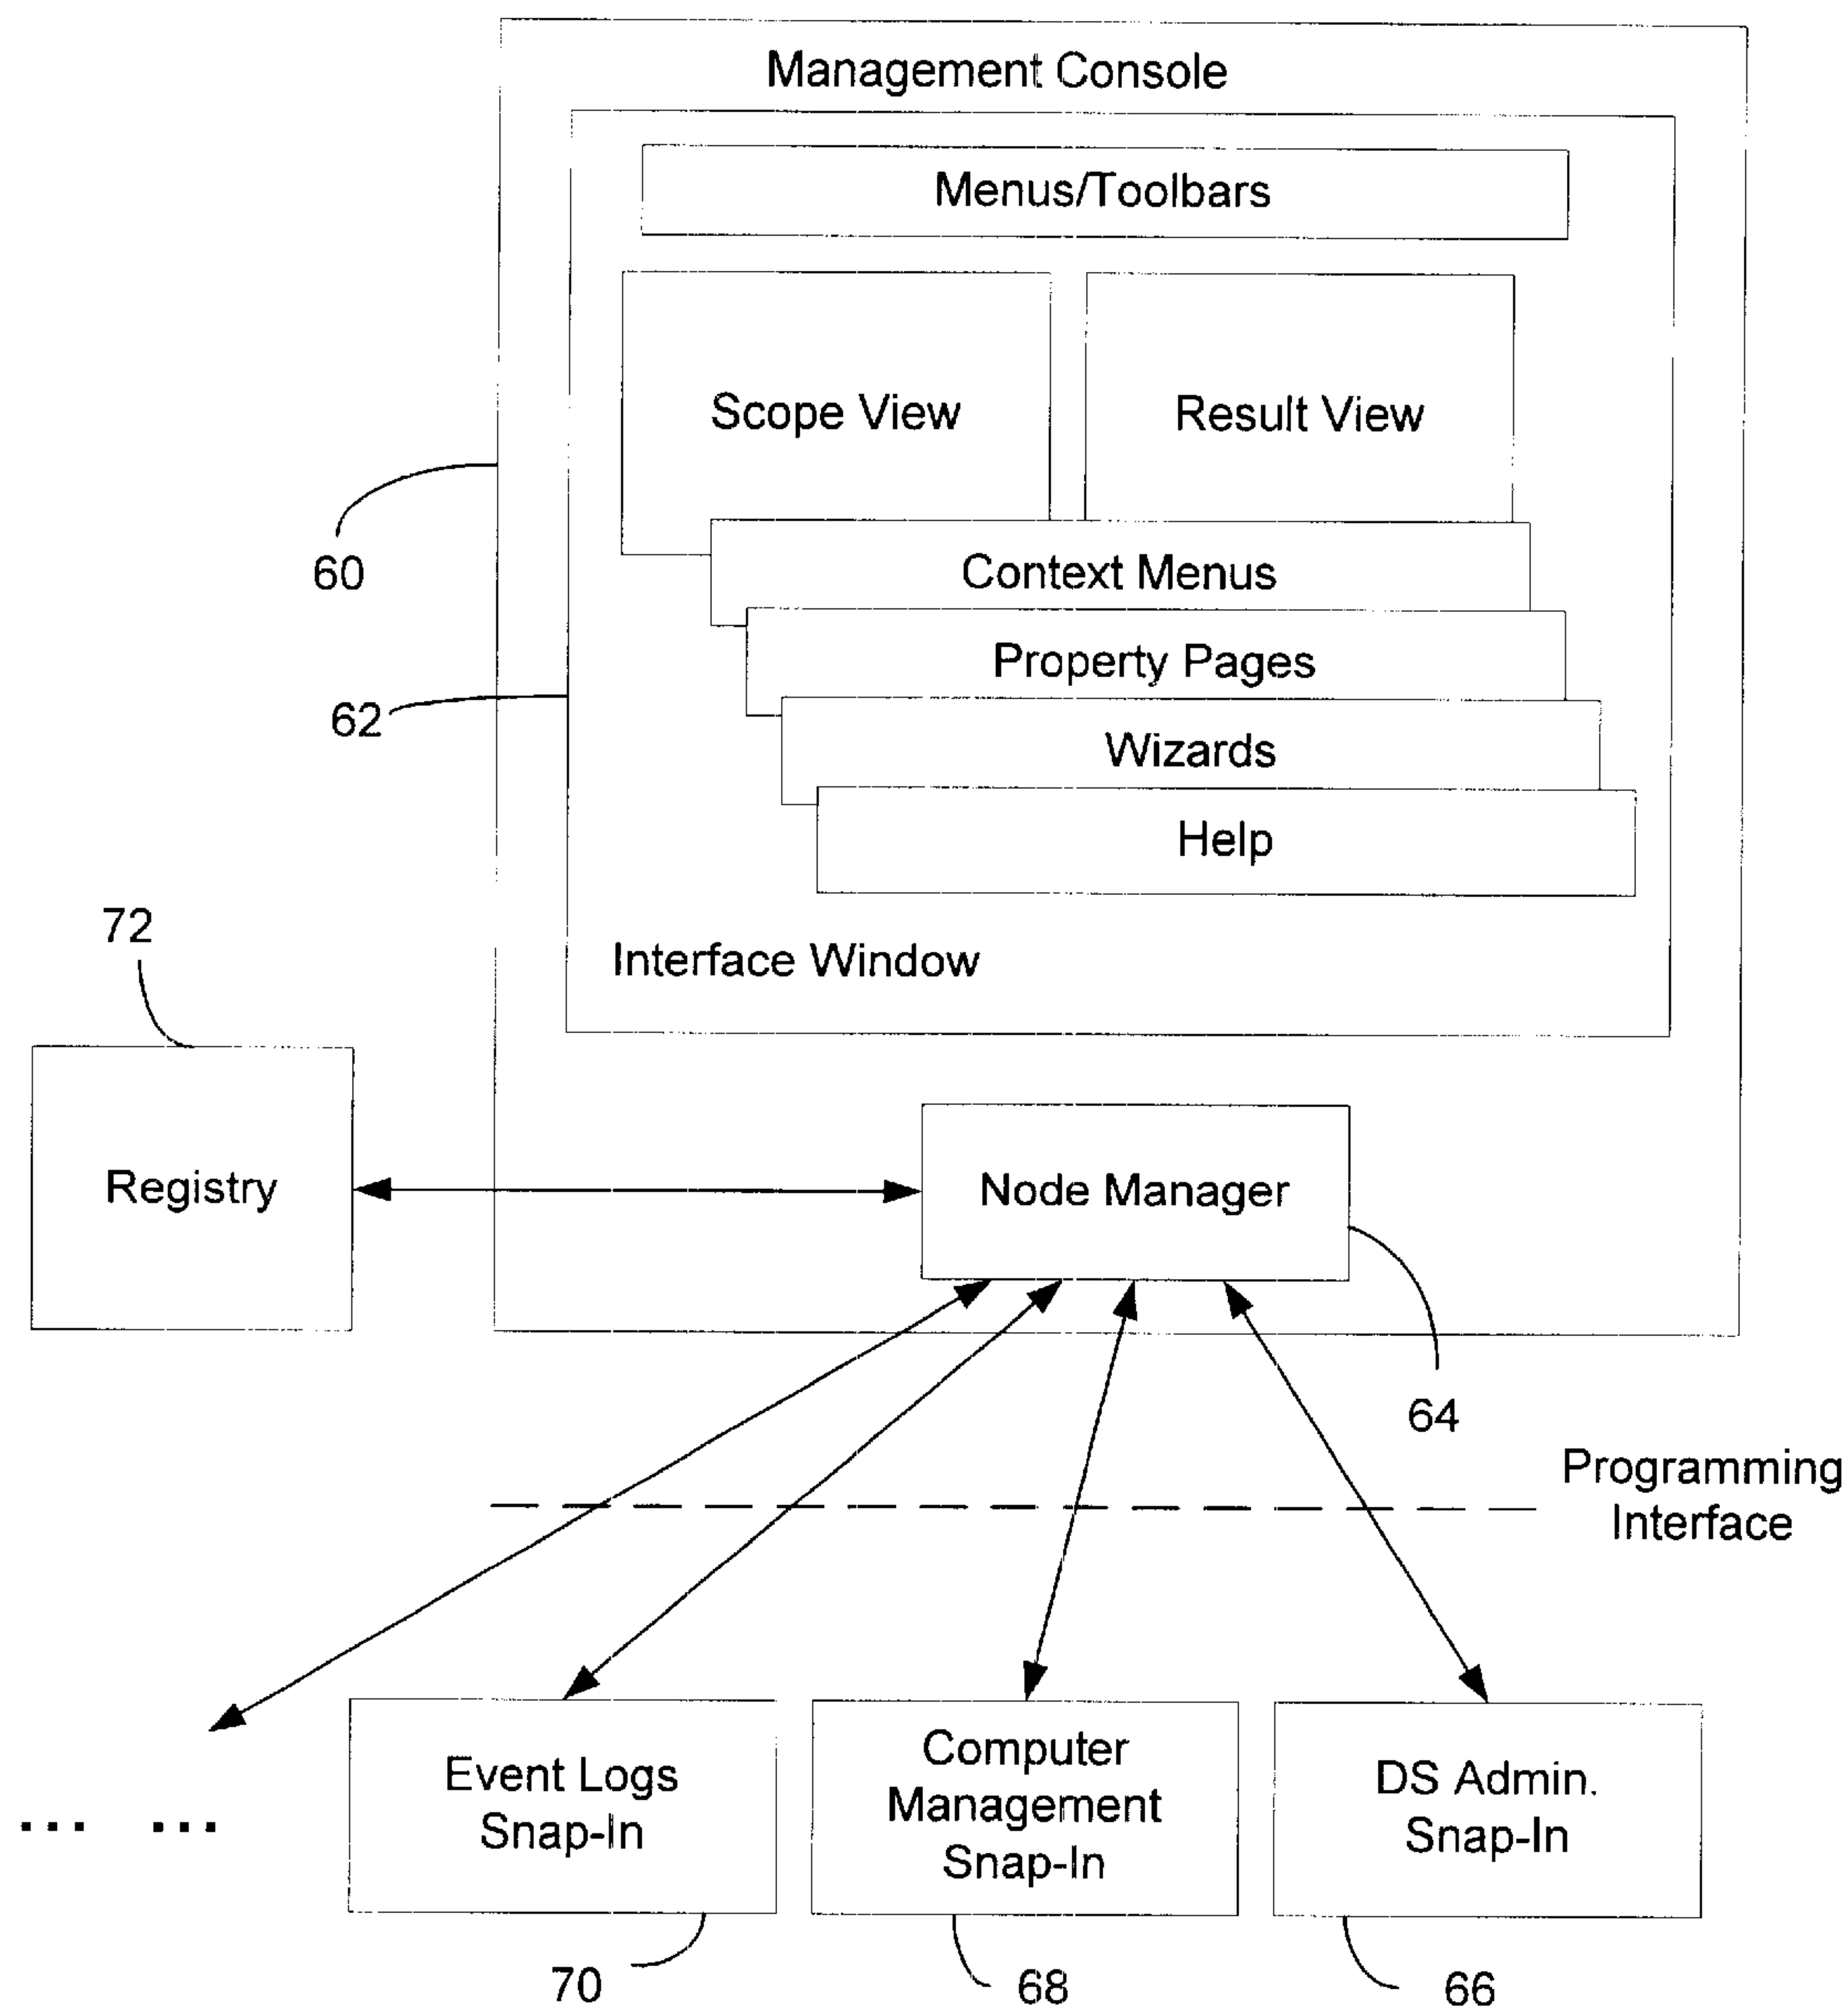 Management Console
Menus/Toolbars
Scope View
Result View
60
Context Menus
Property Pages
62
Wizards
Help
72
Interface Window
Registry
Node Manager
64
Programming
Interface
Event Logs
Snap-In
Computer
Management
Snap-In
DS Admin.
Snap-In
... ...
70
68
66